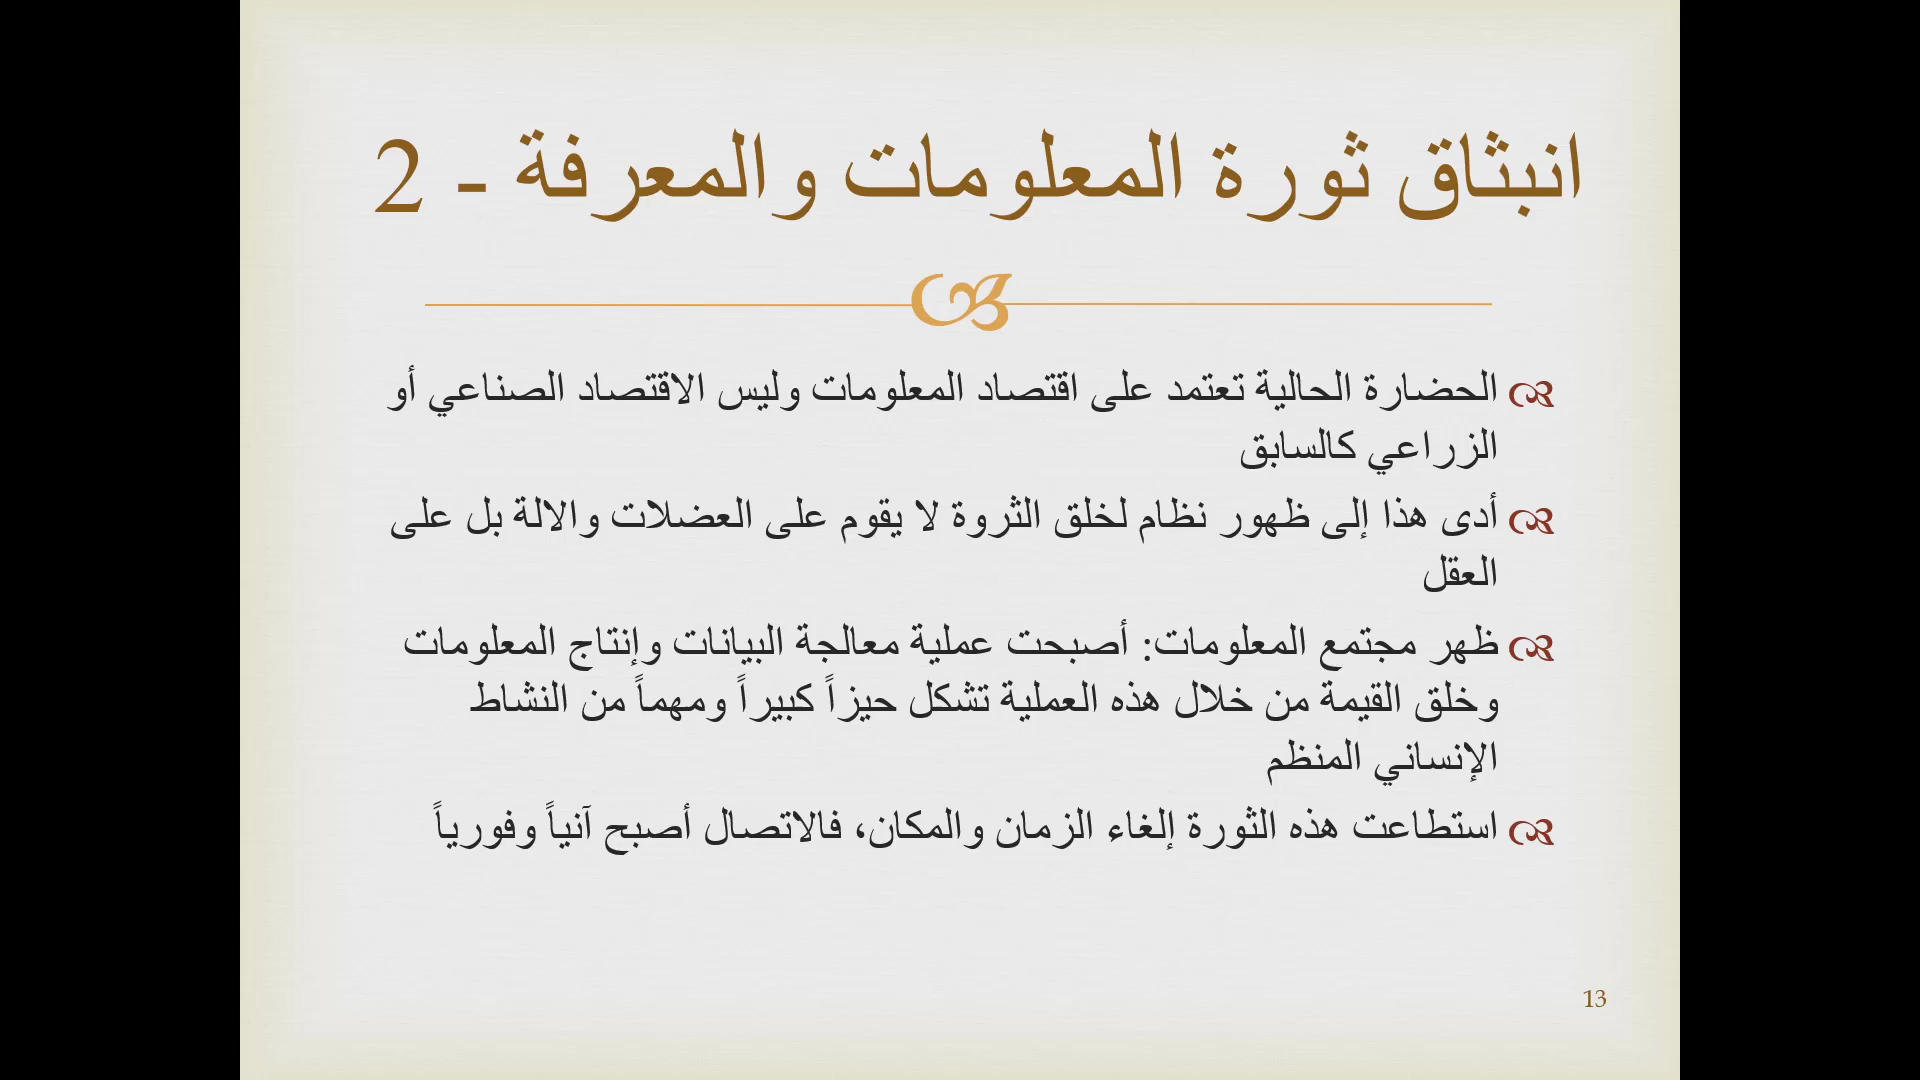 انبثاق ثورة المعلومات والمعرفة - 2
الحضارة الحالية تعتمد على اقتصاد المعلومات وليس الاقتصاد الصناعي أو
الزراعي كالسابق
أدى هذا إلى ظهور نظام لخلق الثروة لا يقوم على العضلات والالة بل على
العقل
ظهر مجتمع المعلومات: أصبحت عملية معالجة البيانات وإنتاج المعلومات
وخلق القيمة من خلال هذه العملية تشكل حيزاً كبيراً ومهماً من النشاط
الإنساني المنظم
استطاعت هذه الثورة إلغاء الزمان والمكان، فالاتصال أصبح آنياً وفورياً
13